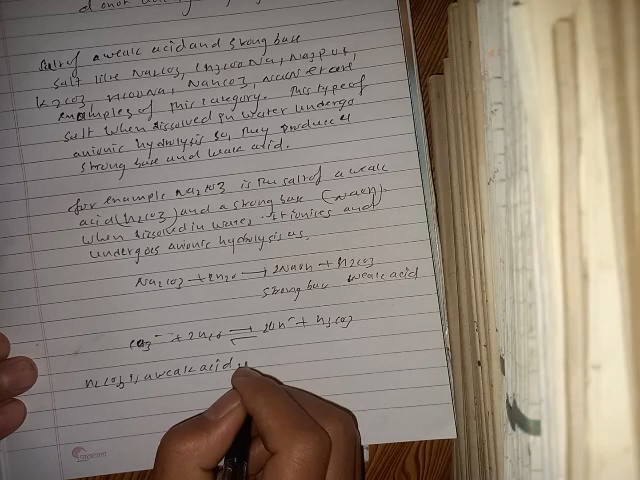 Salt of a weak acid and strong base
salt like Na2CO3, CH3COONa, Na3PO4,
K2CO3 HCOONa, NaHCO3, NaCN etc are
examples of this category. This type of
salt when dissolved in water undergo
anionic hydrolysis so, they produce
strong base and weak acid.
for example Na2CO3 is the salt of a weak
acid (H2CO3) and a strong base (NaOH).
When dissolved in water. It ionises and
undergoes anionic hydrolysis as.
Na2CO3 + 2H2O → 2NaOH + H2CO3
strong base weak acid
CO3-- + 2H2O ⇌ 2OH- + H2CO3
H2CO3 is a weak acid